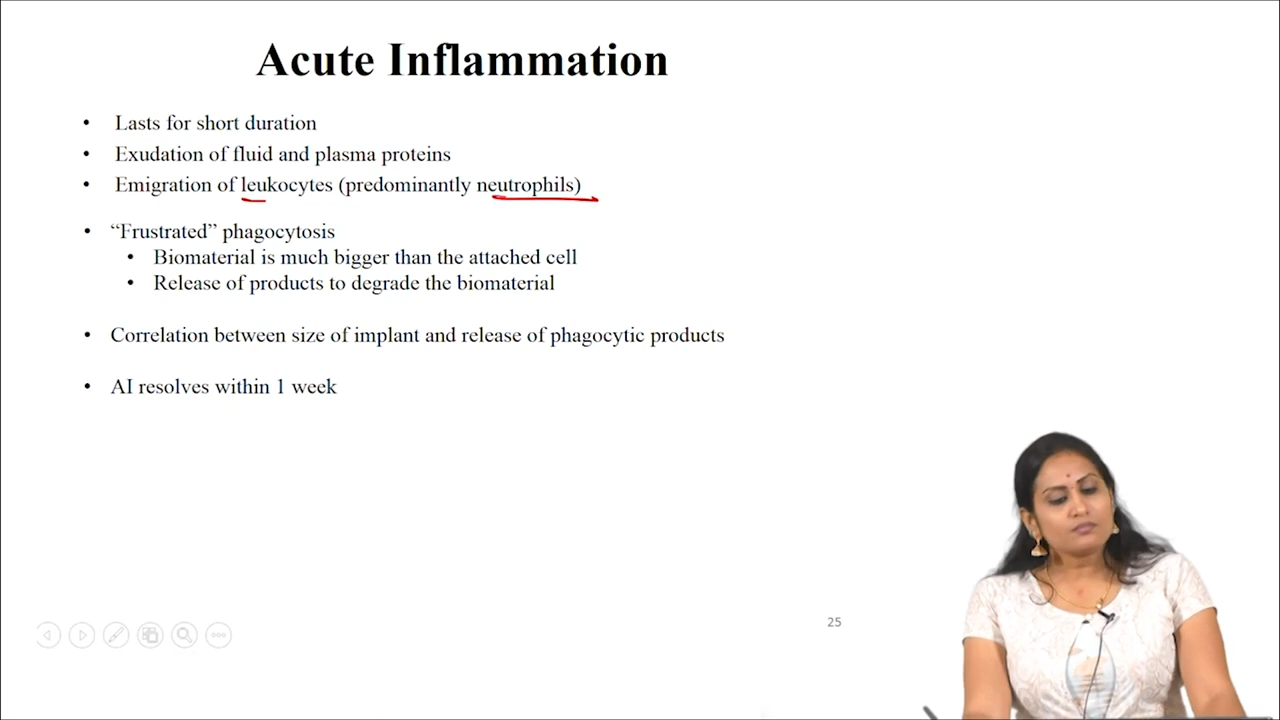 Acute Inflammation
• Lasts for short duration
• Exudation of fluid and plasma proteins
• Emigration of leukocytes (predominantly neutrophils)
• “Frustrated” phagocytosis
• Biomaterial is much bigger than the attached cell
• Release of products to degrade the biomaterial
• Correlation between size of implant and release of phagocytic products
• AI resolves within 1 week
25